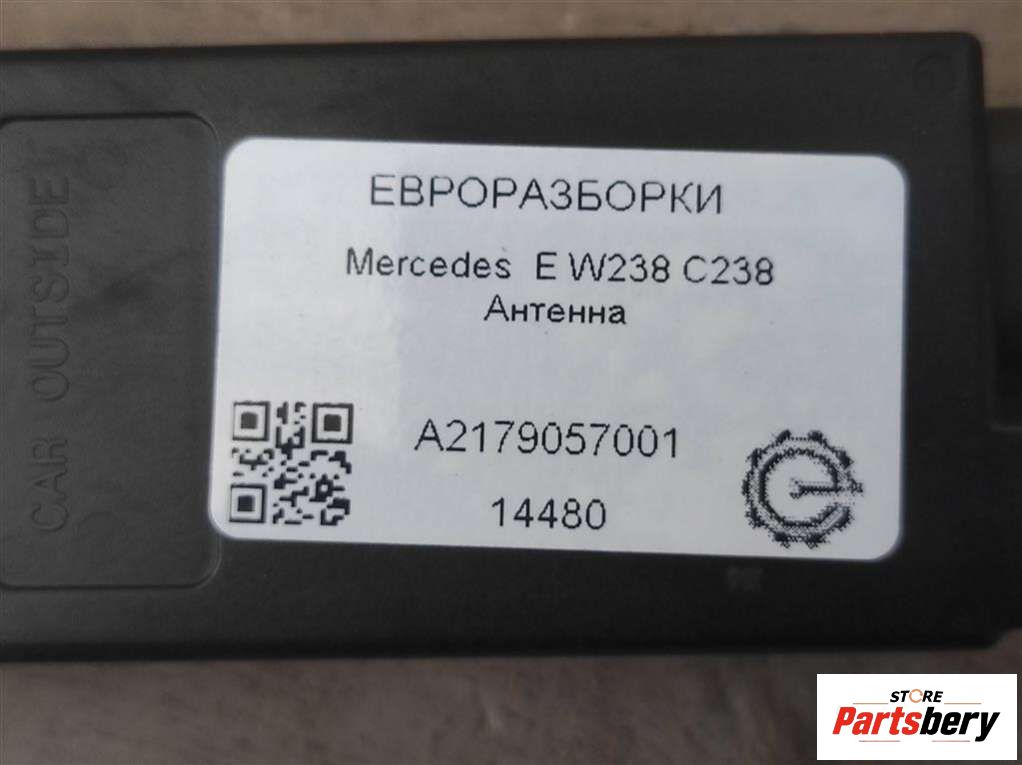 CAR OUTSIDE
ЕВРОРАЗБОРКИ
Mercedes E W238 C238
Антенна
A2179057001
14480
STORE
Partsbery